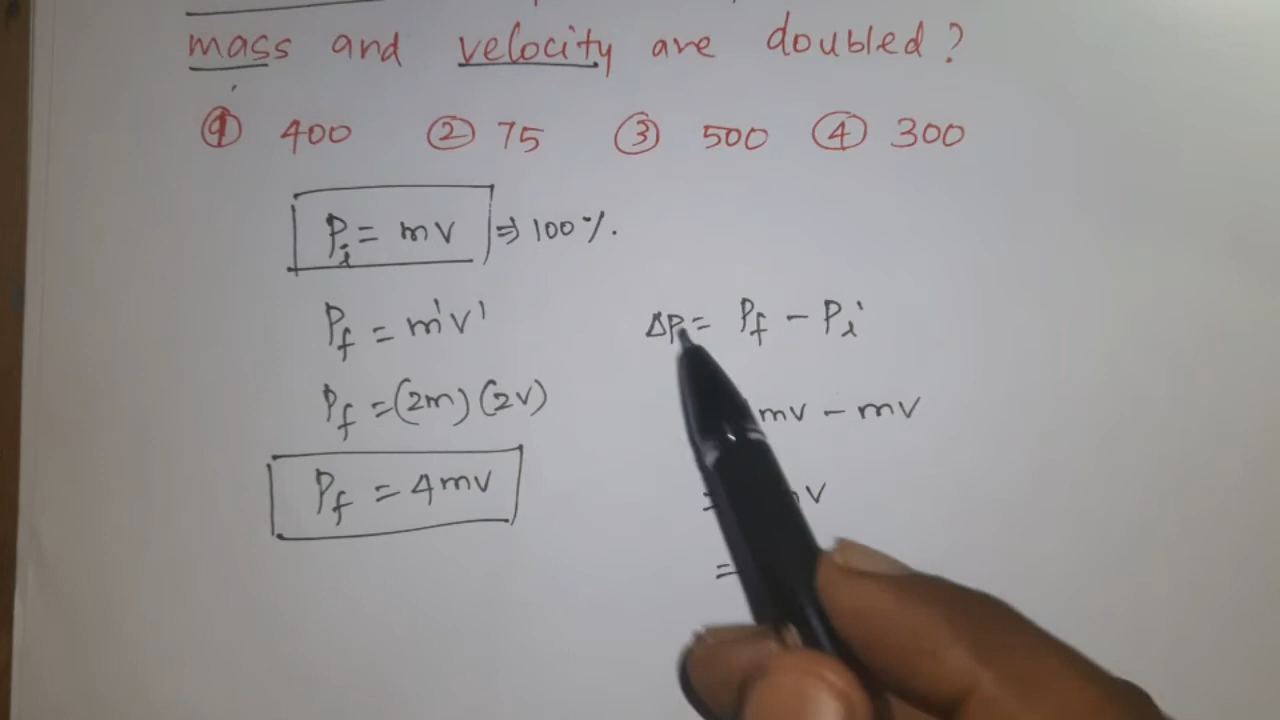 mass and velocity are doubled?
① 400 ② 75 ③ 500 ④ 300
Pi = mv ⇒ 100%.
Pf = m'v'
ΔP = Pf - Pi
Pf = (2m)(2v)
mv - mv
Pf = 4mv
= v
=